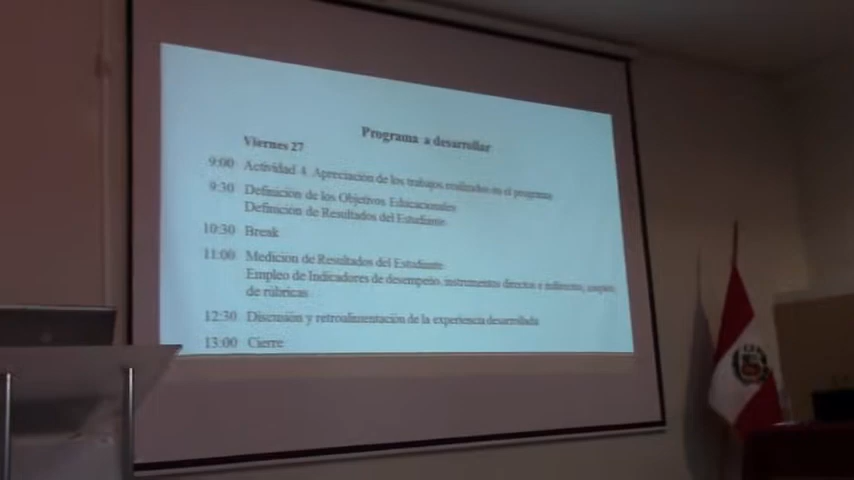 Programa a desarrollar
Viernes 27
9:00 Actividad 4. Apreciación de los trabajos realizados en el programa
9:30 Definición de los Objetivos Educacionales
Definición de Resultados del Estudiante
10:30 Break
11:00 Medición de Resultados del Estudiante
Empleo de Indicadores de desempeño, instrumentos directos e indirectos, empleo
de rúbricas
12:30 Discusión y retroalimentación de la experiencia desarrollada
13:00 Cierre